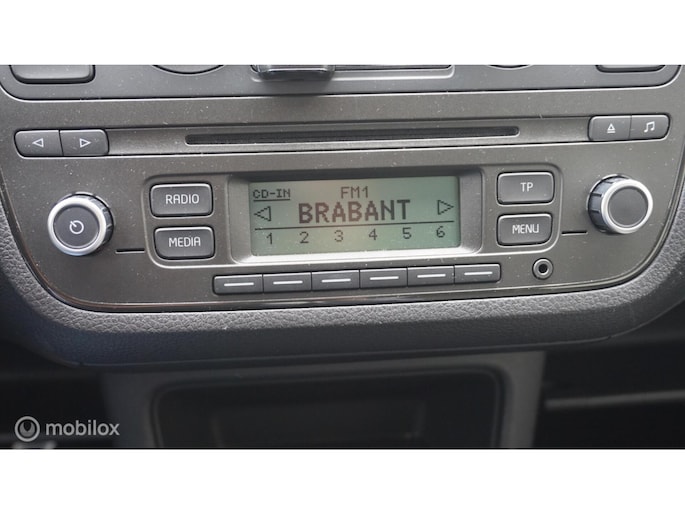 CD-IN FM1
BRABANT
1 2 3 4 5 6
RADIO
MEDIA
TP
MENU
mobilox